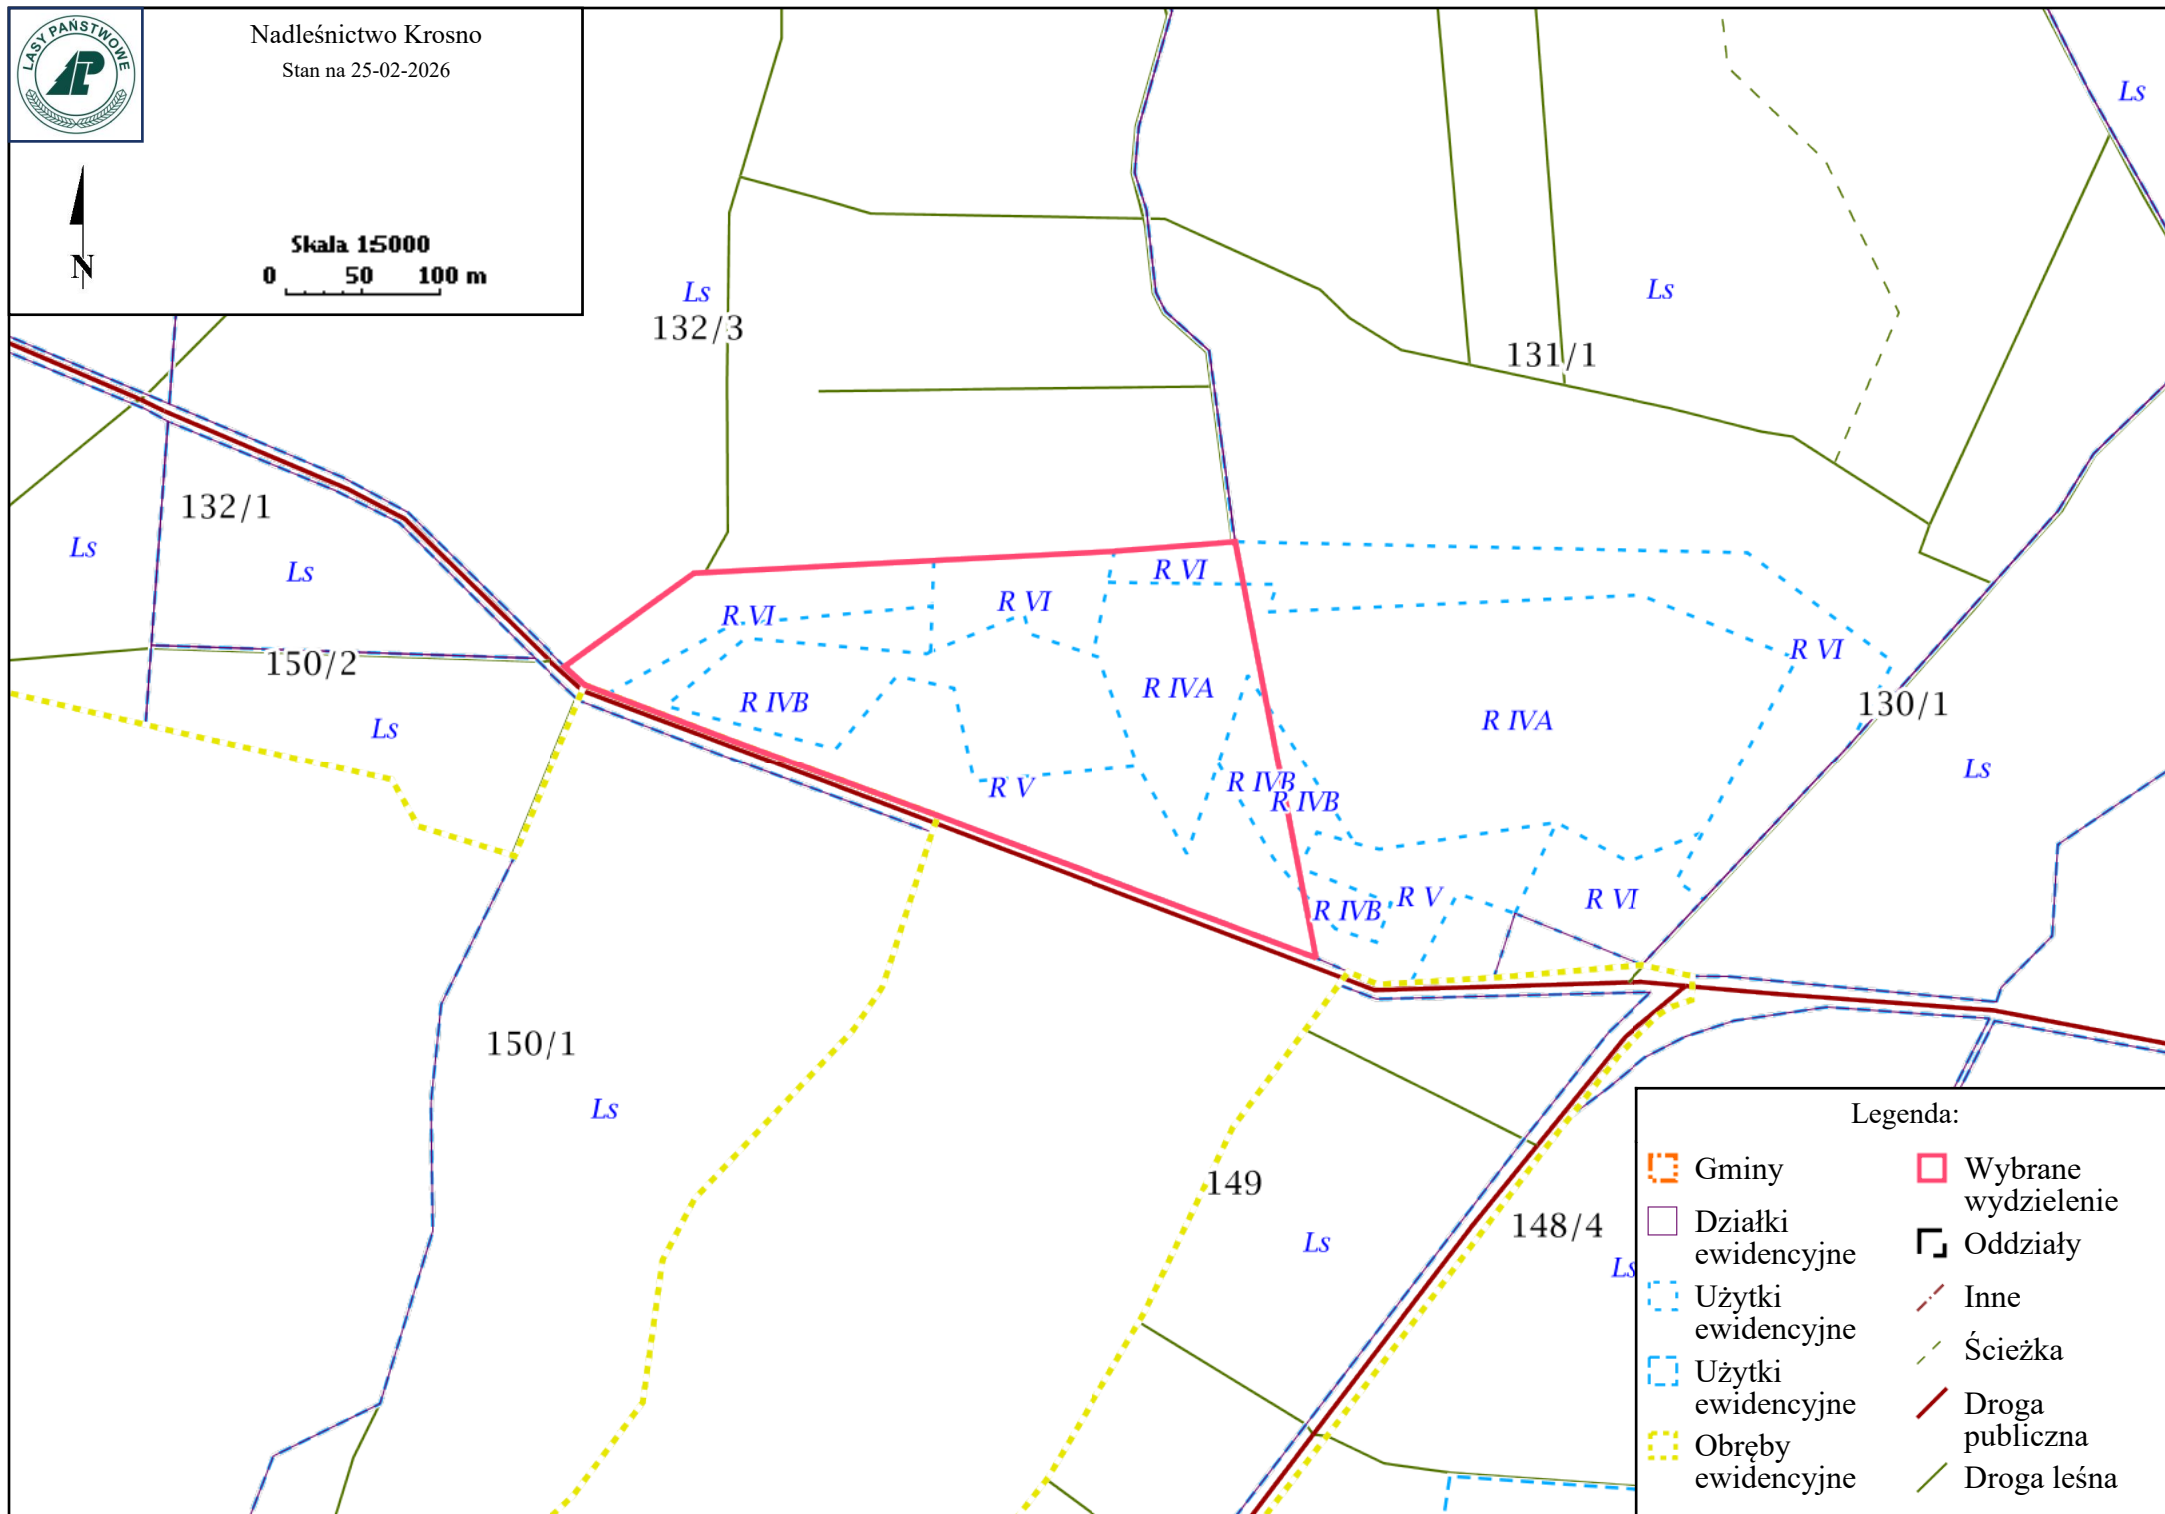 LASY PAŃSTWOWE
Nadleśnictwo Krosno
Stan na 25-02-2026
N
Skala 1:5000
0 50 100 m
Ls
Ls
132/3
Ls
131/1
132/1
Ls
Ls
150/2
Ls
R VI
R VI
R VI
R IVB
R IVA
R IVA
R VI
130/1
Ls
R V
R IVB
R IVB
R IVB
R V
R VI
150/1
Ls
149
Ls
148/4
Ls
Legenda:
Gminy
Działki
ewidencyjne
Użytki
ewidencyjne
Użytki
ewidencyjne
Obręby
ewidencyjne
Wybrane
wydzielenie
Oddziały
Inne
Ścieżka
Droga
publiczna
Droga leśna